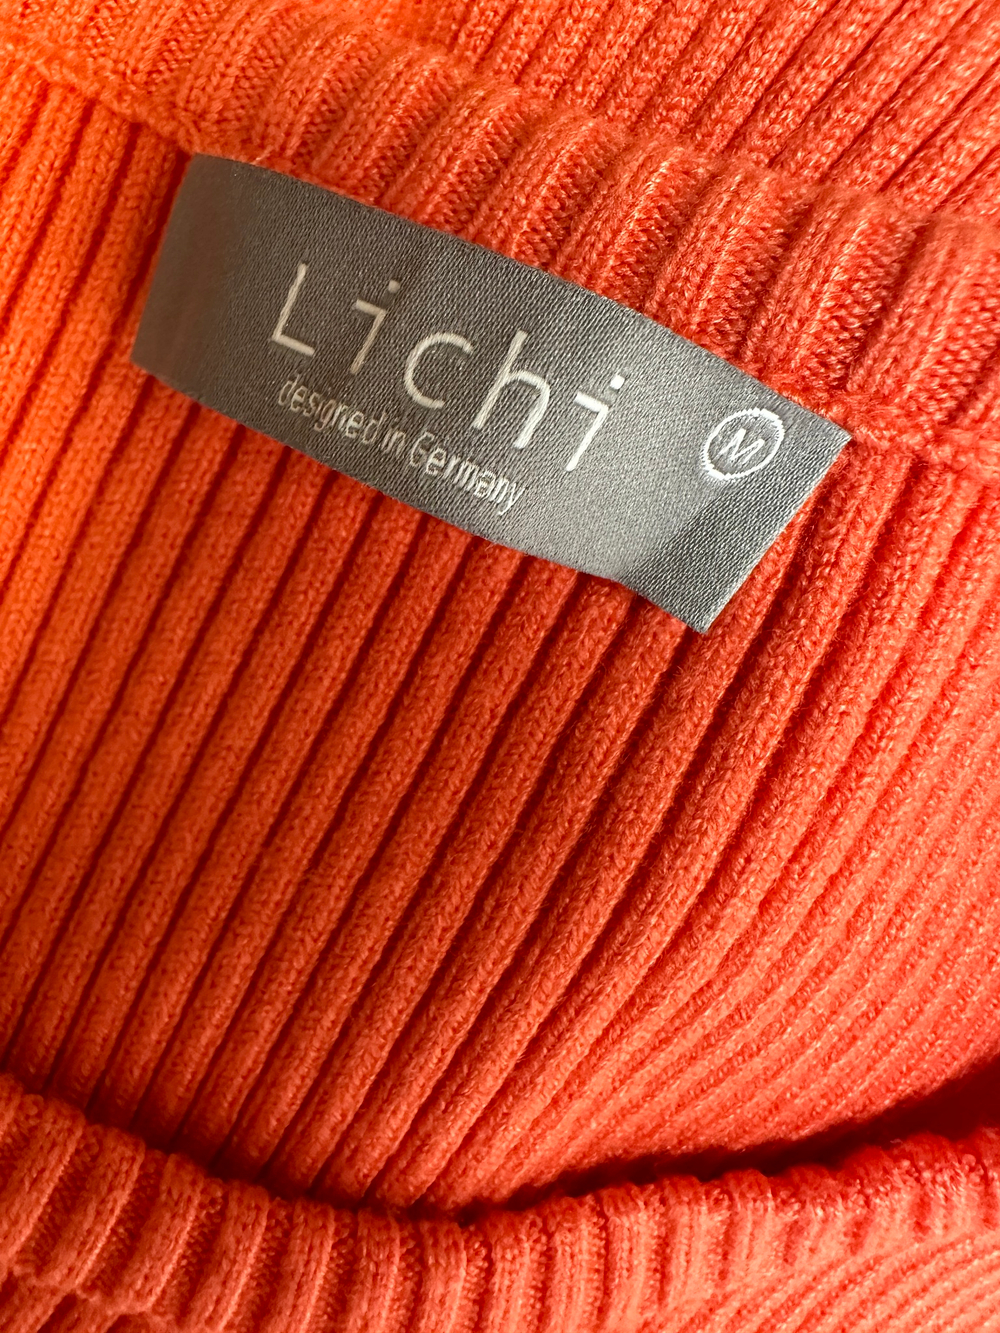 Lichi
designed in Germany
M